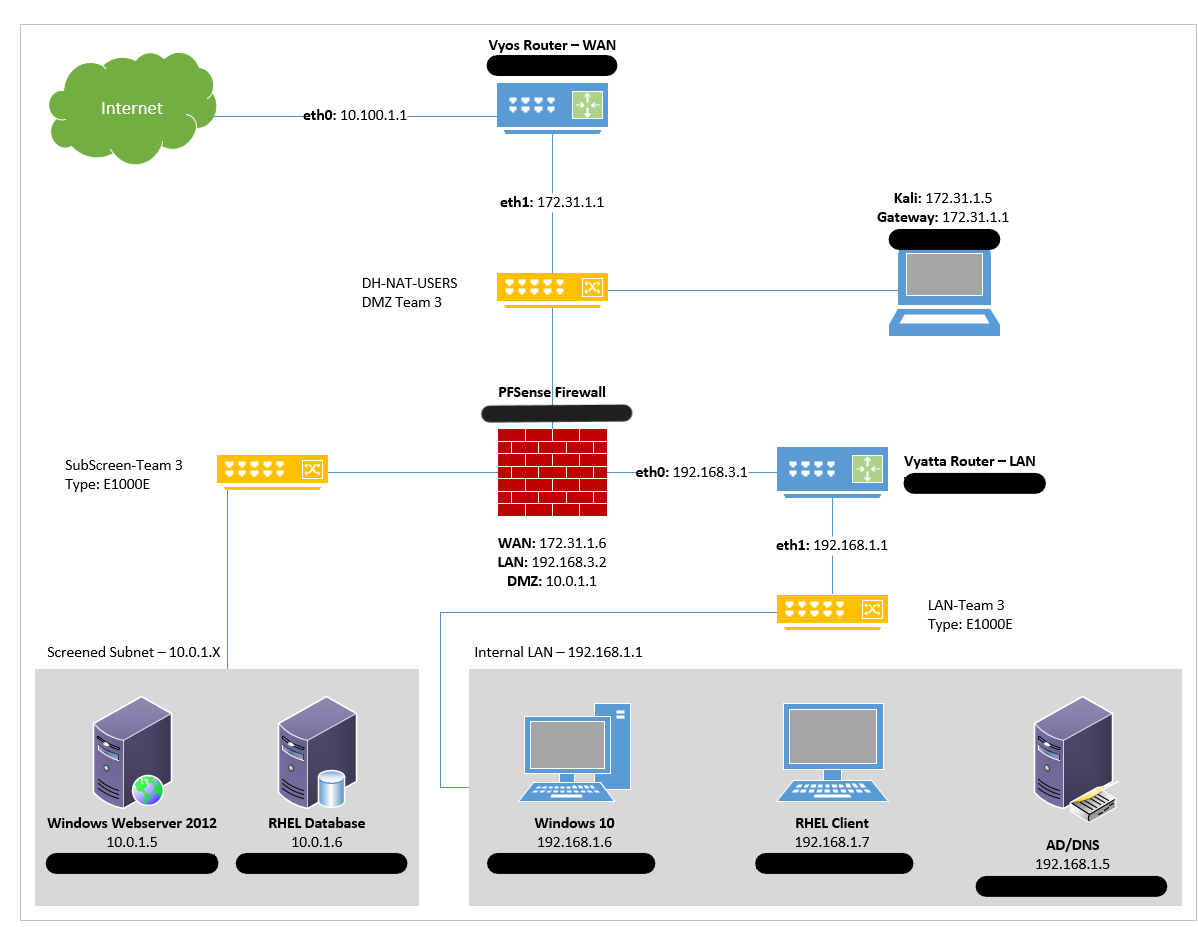 Vyos Router – WAN
Internet
eth0: 10.100.1.1
eth1: 172.31.1.1
Kali: 172.31.1.5
Gateway: 172.31.1.1
DH-NAT-USERS
DMZ Team 3
PFSense Firewall
SubScreen-Team 3
Type: E1000E
eth0: 192.168.3.1
Vyatta Router – LAN
WAN: 172.31.1.6
LAN: 192.168.3.2
DMZ: 10.0.1.1
eth1: 192.168.1.1
LAN-Team 3
Type: E1000E
Screened Subnet – 10.0.1.X
Internal LAN – 192.168.1.1
Windows Webserver 2012
10.0.1.5
RHEL Database
10.0.1.6
Windows 10
192.168.1.6
RHEL Client
192.168.1.7
AD/DNS
192.168.1.5